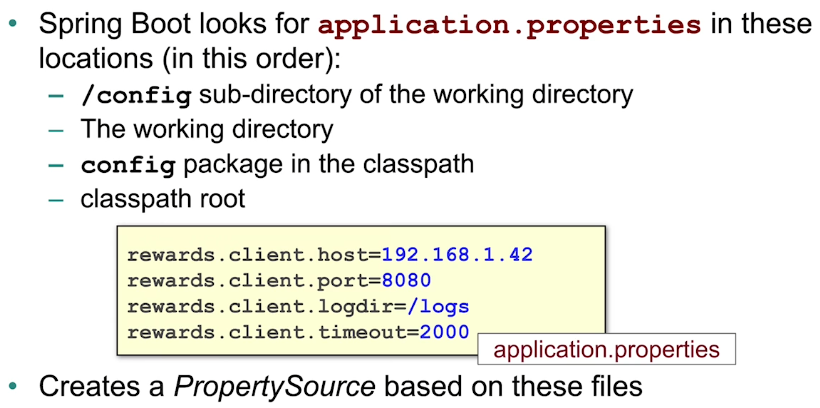 • Spring Boot looks for application.properties in these
locations (in this order):
– /config sub-directory of the working directory
– The working directory
– config package in the classpath
– classpath root
rewards.client.host=192.168.1.42
rewards.client.port=8080
rewards.client.logdir=/logs
rewards.client.timeout=2000
application.properties
• Creates a PropertySource based on these files